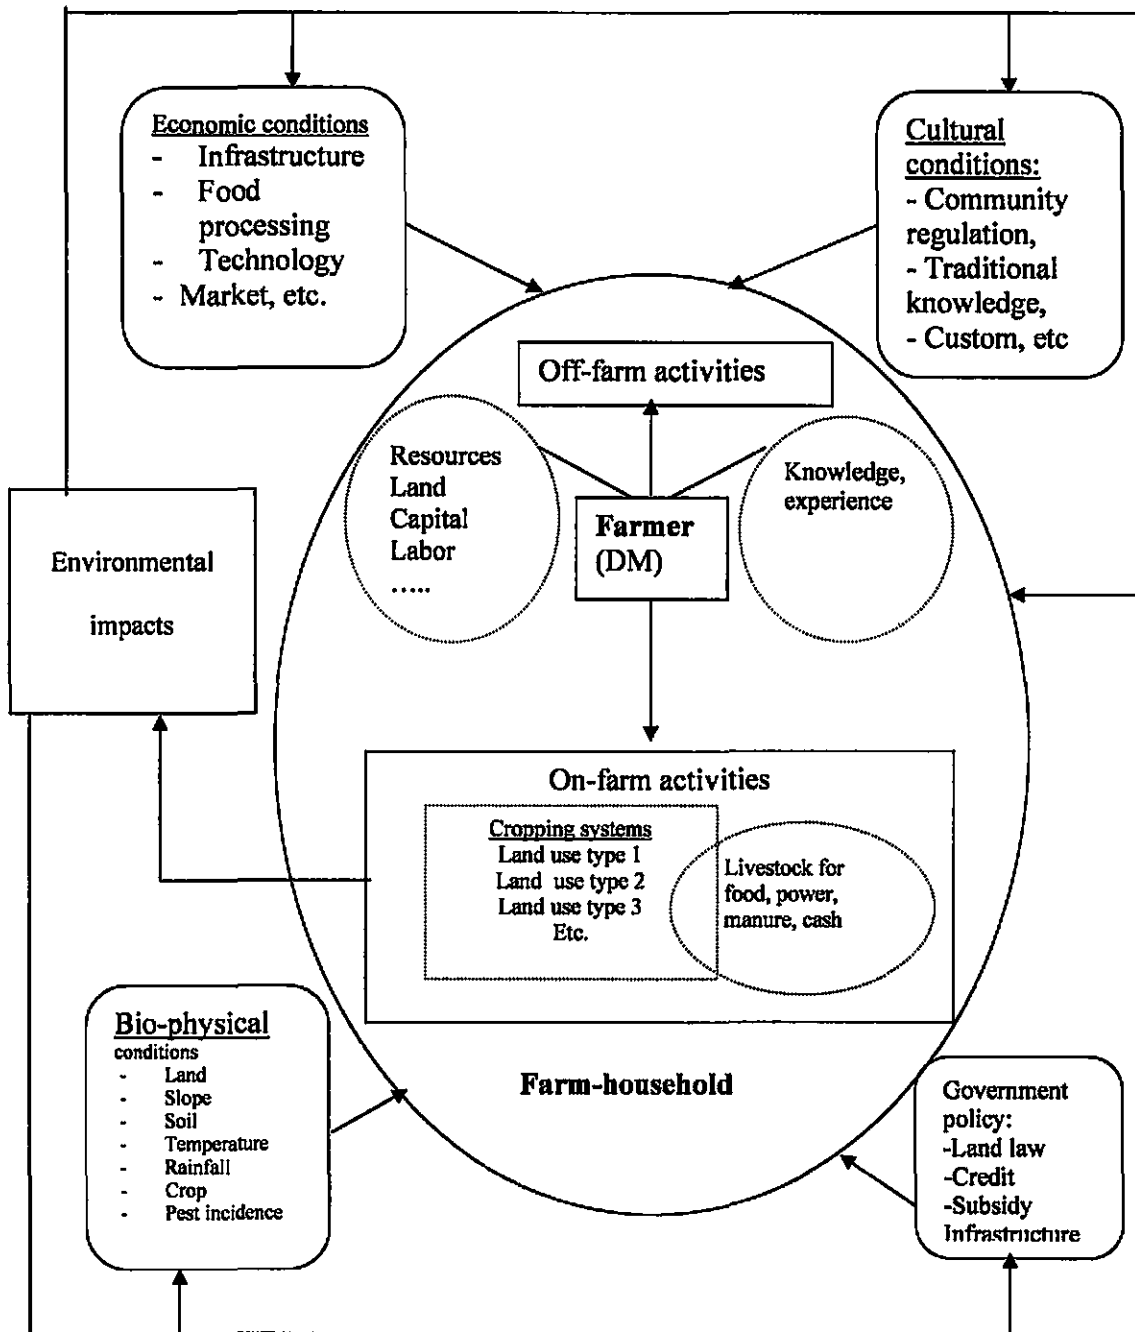 Economic conditions
- Infrastructure
- Food
processing
- Technology
- Market, etc.
Cultural
conditions:
- Community
regulation,
- Traditional
knowledge,
- Custom, etc
Off-farm activities
Resources
Land
Capital
Labor
.....
Knowledge,
experience
Farmer
(DM)
Environmental
impacts
On-farm activities
Cropping systems
Land use type 1
Land use type 2
Land use type 3
Etc.
Livestock for
food, power,
manure, cash
Bio-physical
conditions
- Land
- Slope
- Soil
- Temperature
- Rainfall
- Crop
- Pest incidence
Farm-household
Government
policy:
-Land law
-Credit
-Subsidy
Infrastructure